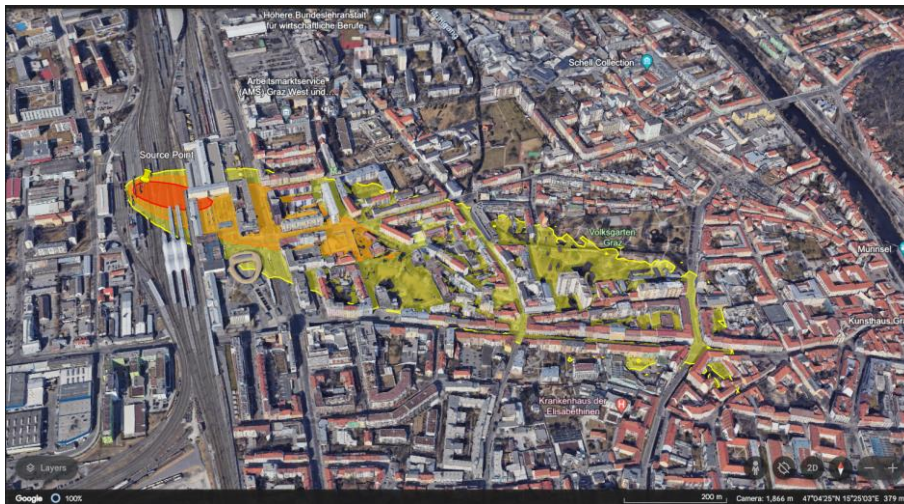 Höhere Bundeslehranstalt
für wirtschaftliche Berufe
Schell Collection
Arbeitsmarktservice
(AMS) Graz West und...
Source Point
Volksgarten
Graz
Murinsel
Kunsthaus Gra
Krankenhaus der
Elisabethinen
H
Layers
2D
Google 100%
200 m Camera: 1,866 m 47°04'25"N 15°25'03"E 379 m